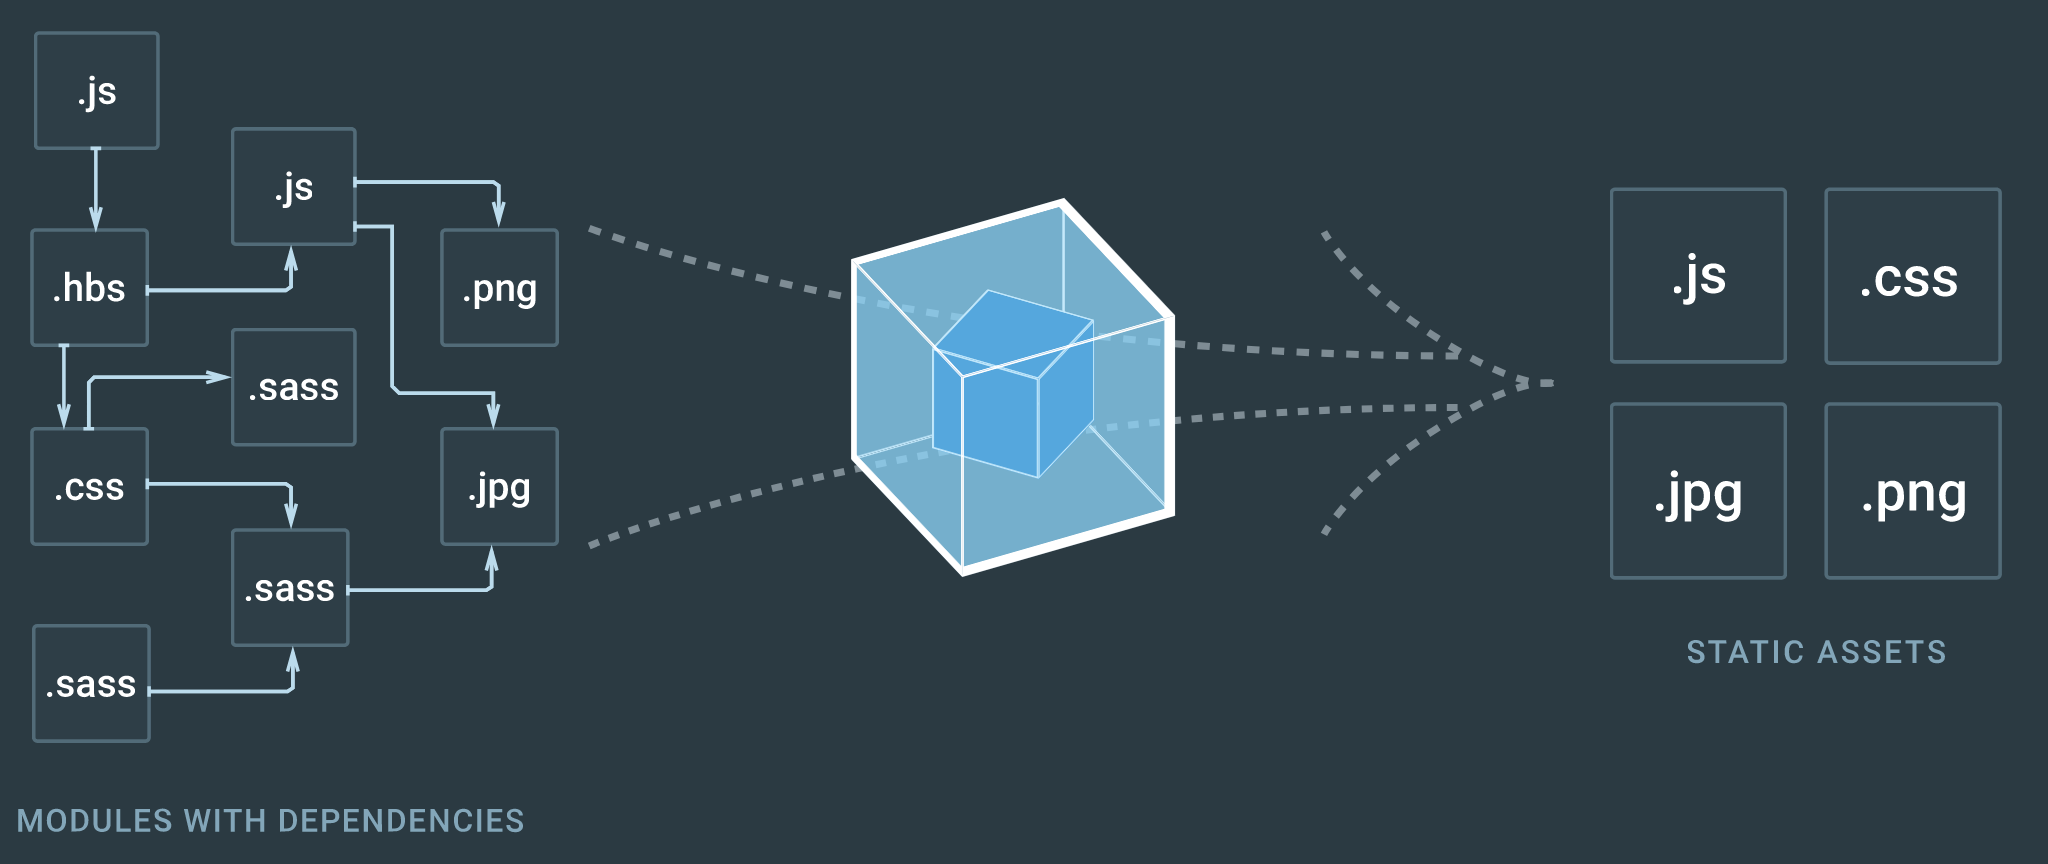 .js
.js
.hbs
.png
.sass
.css
.jpg
.sass
.sass
MODULES WITH DEPENDENCIES
.js
.css
.jpg
.png
STATIC ASSETS